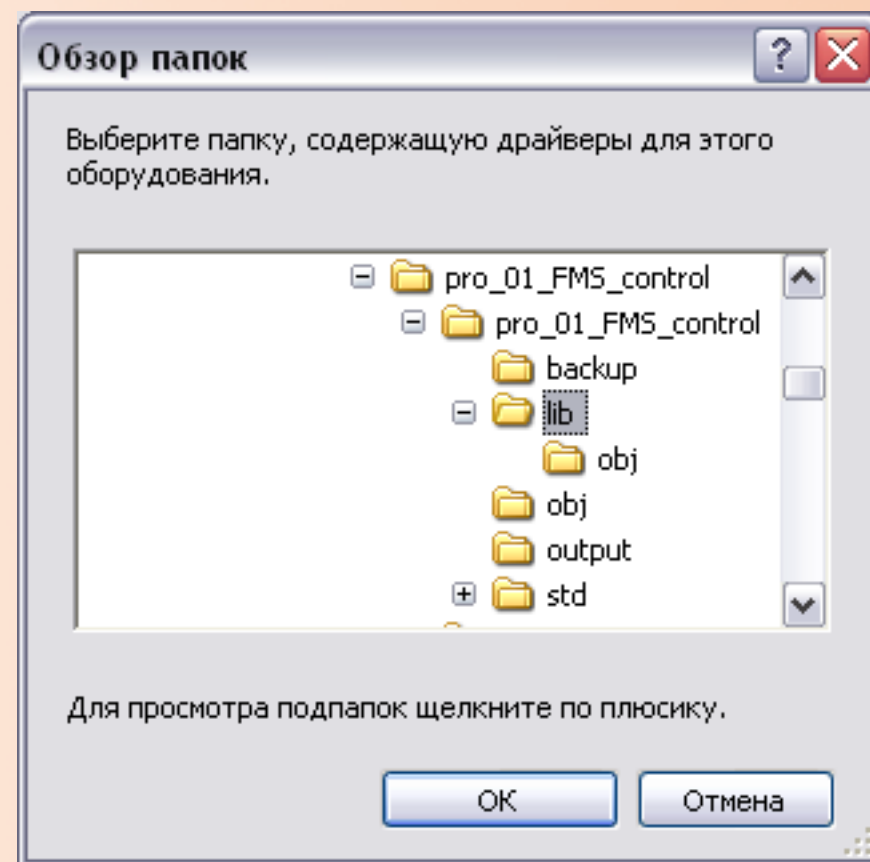 Обзор папок
Выберите папку, содержащую драйверы для этого
оборудования.
pro_01_FMS_control
pro_01_FMS_control
backup
lib
obj
obj
output
std
Для просмотра подпапок щелкните по плюсику.
ОК
Отмена